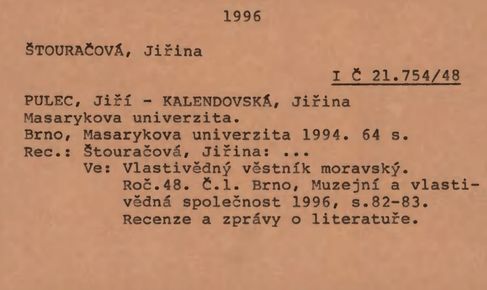 1996
ŠTOURAČOVÁ, Jiřina
I Č 21.754/48
PULEC, Jiří - KALENDOVSKÁ, Jiřina
Masarykova univerzita.
Brno, Masarykova univerzita 1994. 64 s.
Rec.: Štouračová, Jiřina: ...
Ve: Vlastivědný věstník moravský.
Roč.48. Č.1. Brno, Muzejní a vlasti-
vědná společnost 1996, s.82-83.
Recenze a zprávy o literatuře.